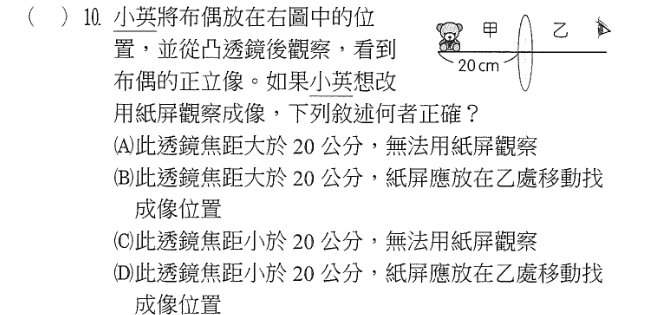 ( ) 10. 小英將布偶放在右圖中的位
置，並從凸透鏡後觀察，看到
布偶的正立像。如果小英想改
用紙屏觀察成像，下列敘述何者正確？
甲 乙
20 cm
(A)此透鏡焦距大於 20 公分，無法用紙屏觀察
(B)此透鏡焦距大於 20 公分，紙屏應放在乙處移動找
成像位置
(C)此透鏡焦距小於 20 公分，無法用紙屏觀察
(D)此透鏡焦距小於 20 公分，紙屏應放在乙處移動找
成像位置